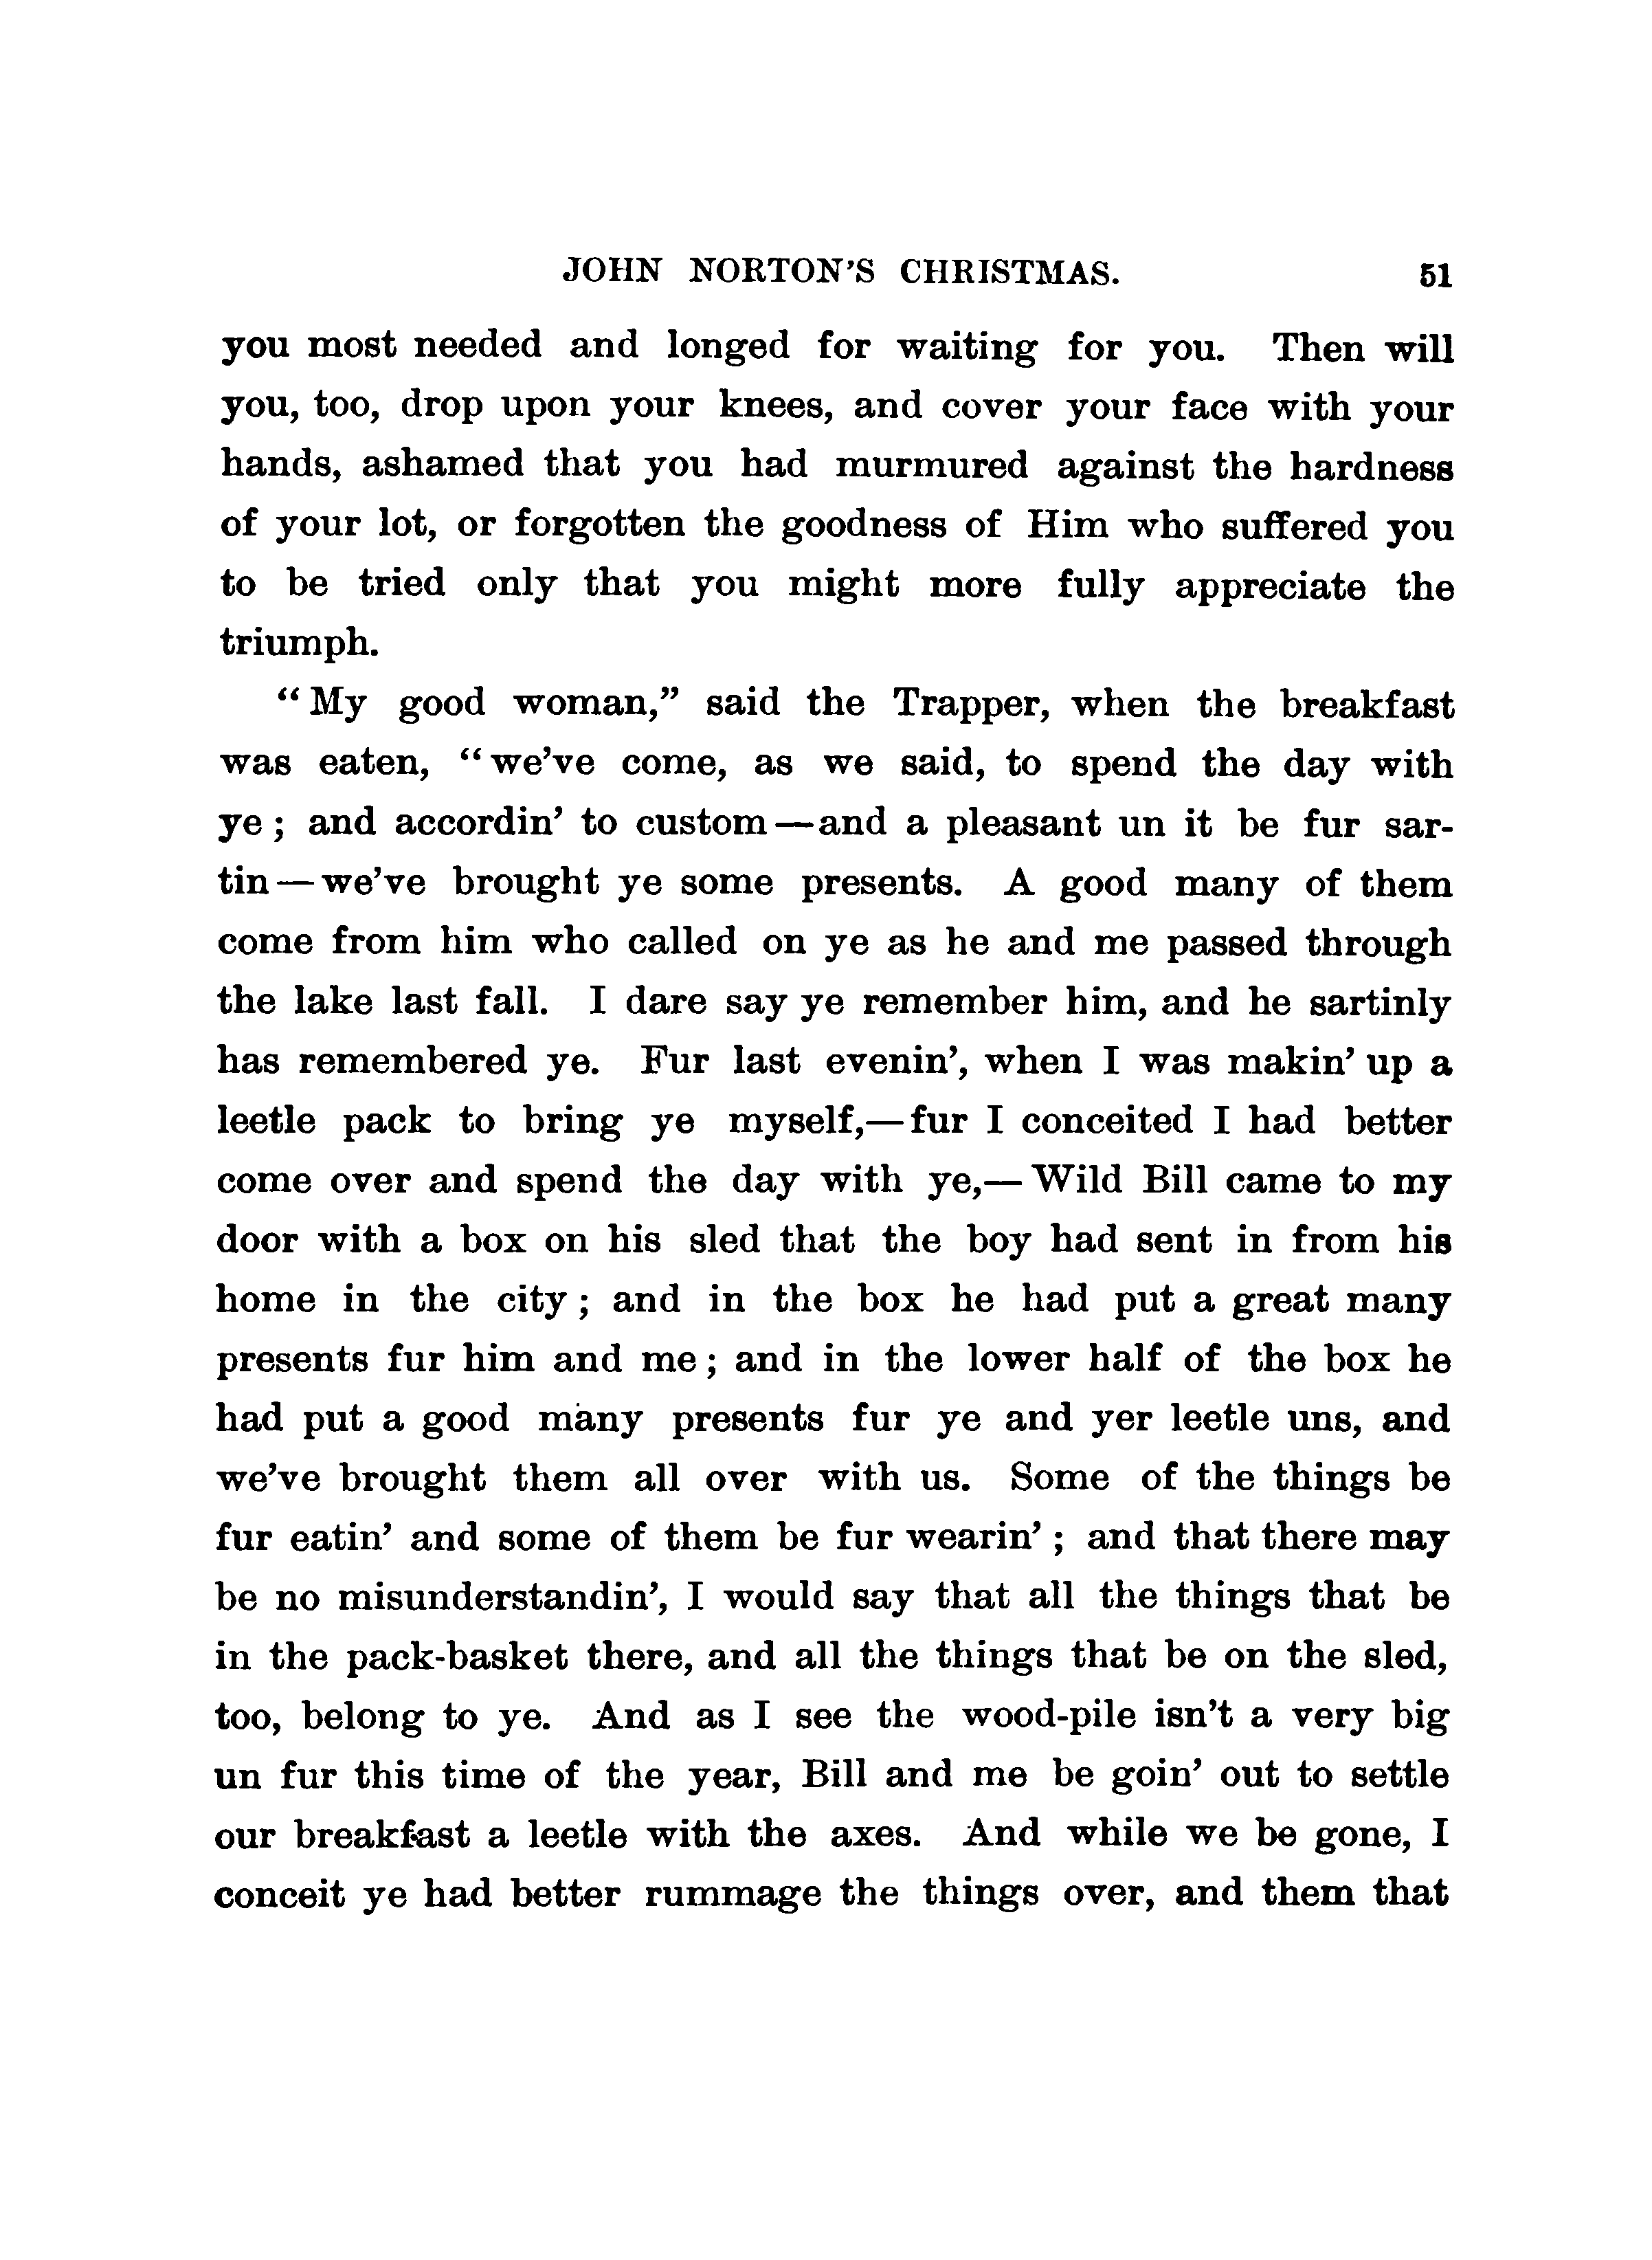 JOHN NORTON'S CHRISTMAS. 51
you most needed and longed for waiting for you. Then will
you, too, drop upon your knees, and cover your face with your
hands, ashamed that you had murmured against the hardness
of your lot, or forgotten the goodness of Him who suffered you
to be tried only that you might more fully appreciate the
triumph.
“My good woman,” said the Trapper, when the breakfast
was eaten, “we’ve come, as we said, to spend the day with
ye; and accordin’ to custom—and a pleasant un it be fur sar-
tin—we’ve brought ye some presents. A good many of them
come from him who called on ye as he and me passed through
the lake last fall. I dare say ye remember him, and he sartinly
has remembered ye. Fur last evenin’, when I was makin’ up a
leetle pack to bring ye myself,—fur I conceited I had better
come over and spend the day with ye,—Wild Bill came to my
door with a box on his sled that the boy had sent in from his
home in the city; and in the box he had put a great many
presents fur him and me; and in the lower half of the box he
had put a good many presents fur ye and yer leetle uns, and
we’ve brought them all over with us. Some of the things be
fur eatin’ and some of them be fur wearin’; and that there may
be no misunderstandin’, I would say that all the things that be
in the pack-basket there, and all the things that be on the sled,
too, belong to ye. And as I see the wood-pile isn’t a very big
un fur this time of the year, Bill and me be goin’ out to settle
our breakfast a leetle with the axes. And while we be gone, I
conceit ye had better rummage the things over, and them that